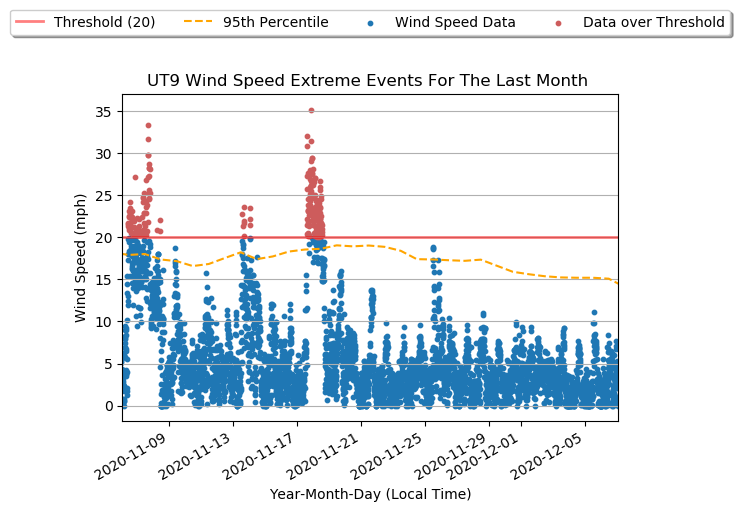 Threshold (20) 95th Percentile Wind Speed Data Data over Threshold
UT9 Wind Speed Extreme Events For The Last Month
Wind Speed (mph)
35
30
25
20
15
10
5
0
2020-11-09 2020-11-13 2020-11-17 2020-11-21 2020-11-25 2020-11-29 2020-12-01 2020-12-05
Year-Month-Day (Local Time)